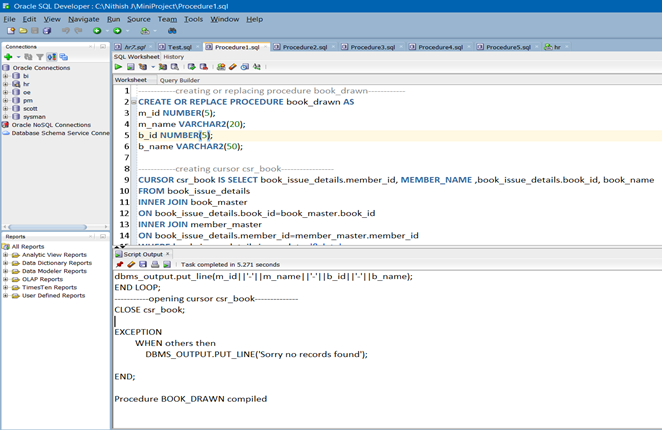 Oracle SQL Developer : C:\Nithish J\MiniProject\Procedure1.sql
File Edit View Navigate Run Source Team Tools Window Help
Connections
Oracle Connections
bi
hr
oe
pm
scott
sysman
Oracle NoSQL Connections
Database Schema Service Conne
Reports
All Reports
Analytic View Reports
Data Dictionary Reports
Data Modeler Reports
OLAP Reports
TimesTen Reports
User Defined Reports
hr7.sql Test.sql Procedure1.sql Procedure2.sql Procedure3.sql Procedure4.sql Procedure5.sql hr
SQL Worksheet History
Worksheet Query Builder
1 -----------creating or replacing procedure book_drawn-----------
2 CREATE OR REPLACE PROCEDURE book_drawn AS
3 m_id NUMBER(5);
4 m_name VARCHAR2(20);
5 b_id NUMBER(5);
6 b_name VARCHAR2(50);
7
8 -----------creating cursor csr_book---------------
9 CURSOR csr_book IS SELECT book_issue_details.member_id, MEMBER_NAME ,book_issue_details.book_id, book_name
10 FROM book_issue_details
11 INNER JOIN book_master
12 ON book_issue_details.book_id=book_master.book_id
13 INNER JOIN member_master
14 ON book_issue_details.member_id=member_master.member_id
Script Output
Task completed in 5.271 seconds
dbms_output.put_line(m_id||'-'||m_name||'-'||b_id||'-'||b_name);
END LOOP;
-----------opening cursor csr_book--------------
CLOSE csr_book;
EXCEPTION
WHEN others then
DBMS_OUTPUT.PUT_LINE('Sorry no records found');
END;
Procedure BOOK_DRAWN compiled